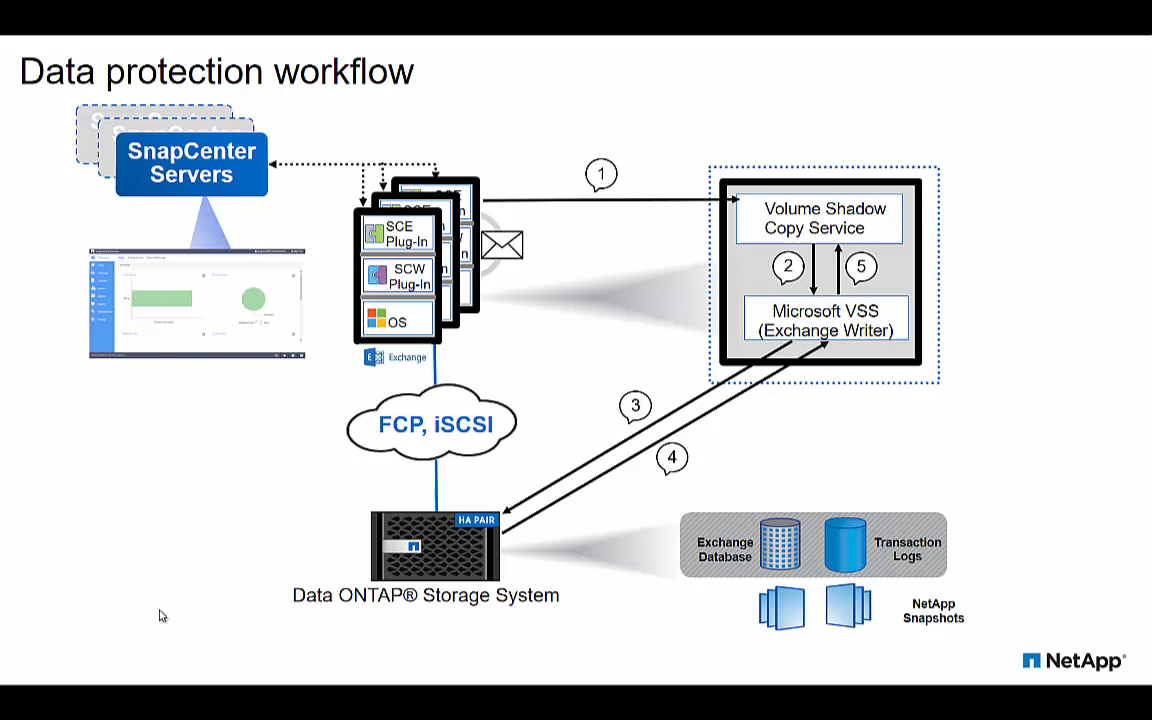 Data protection workflow
SnapCenter
Servers
SCE
Plug-In
SCW
Plug-In
OS
Exchange
1
Volume Shadow
Copy Service
2
5
Microsoft VSS
(Exchange Writer)
FCP, iSCSI
3
4
HA PAIR
Data ONTAP® Storage System
Exchange
Database
Transaction
Logs
NetApp
Snapshots
NetApp®